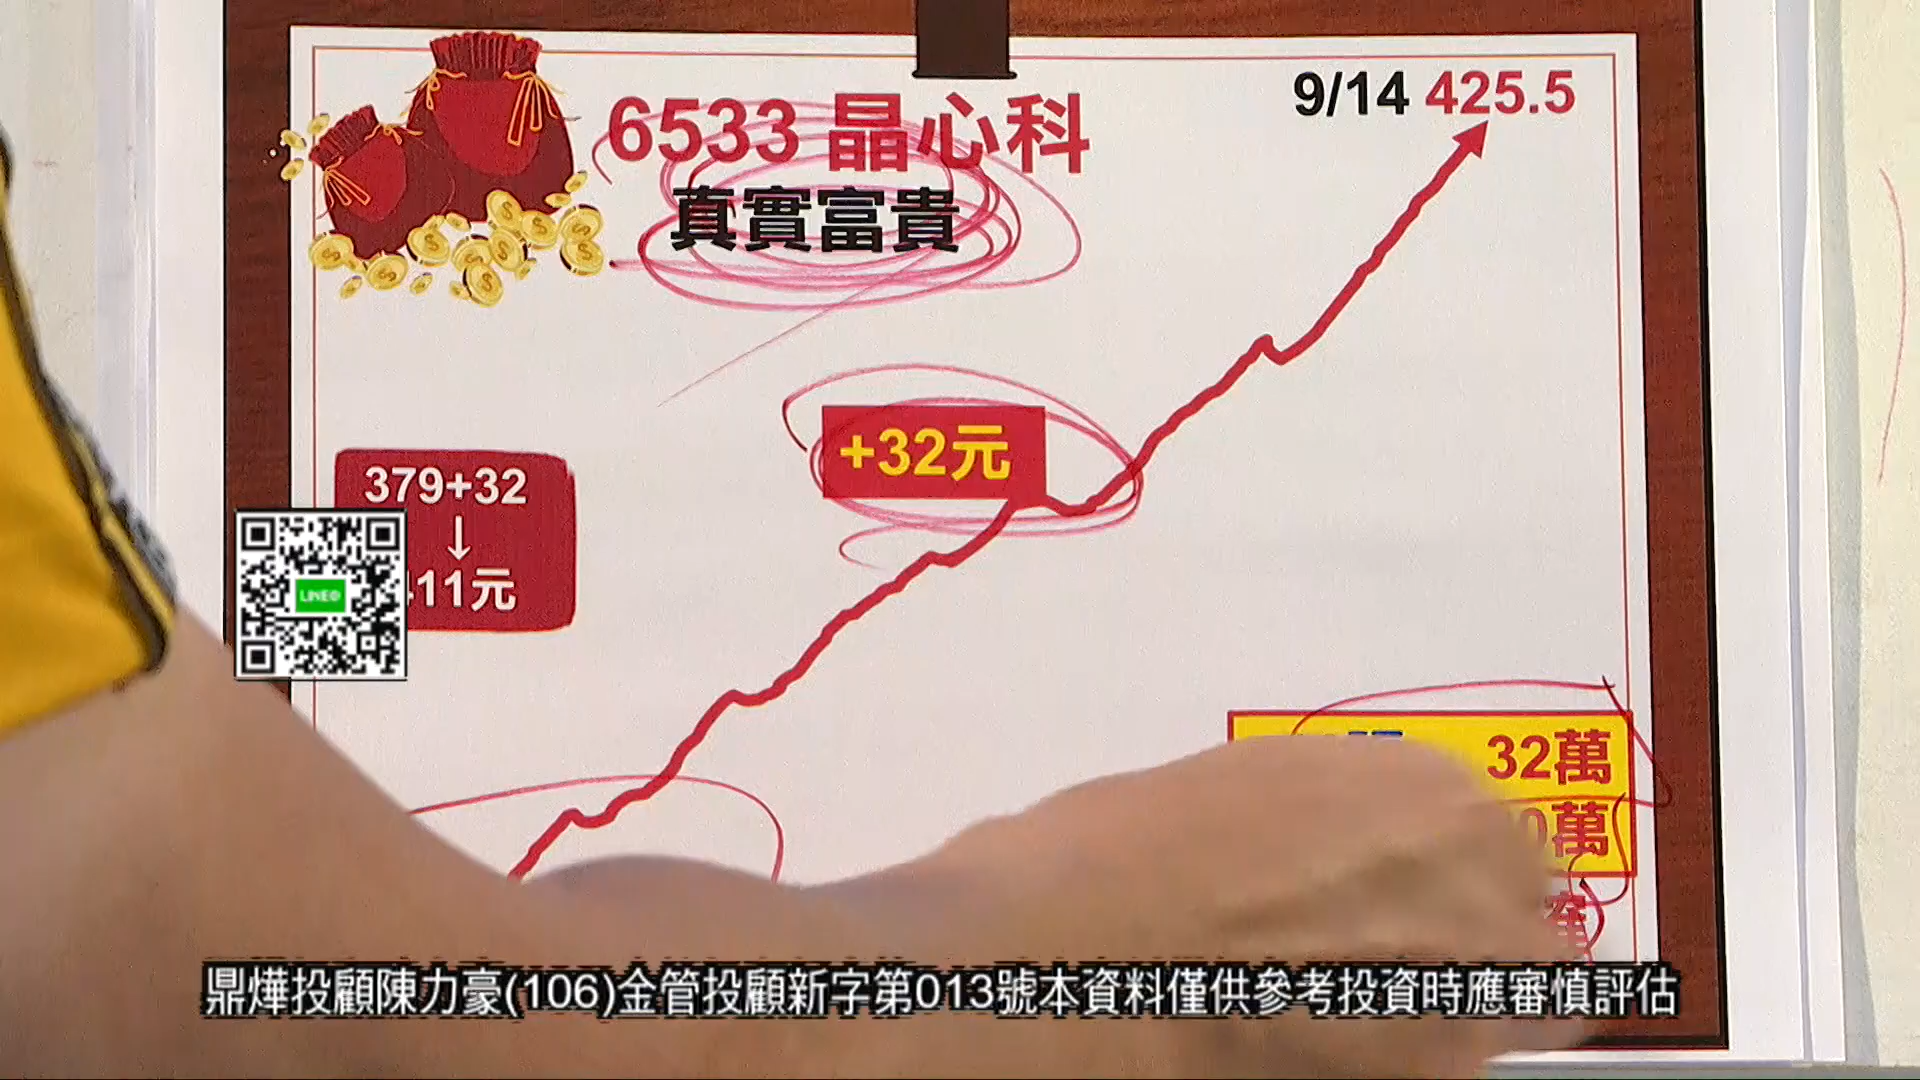 9/14 425.5
6533 晶心科
真實富貴
+32元
379+32
↓
411元
LINE@
32萬
0萬
鼎燁投顧陳力豪(106)金管投顧新字第013號本資料僅供參考投資時應審慎評估